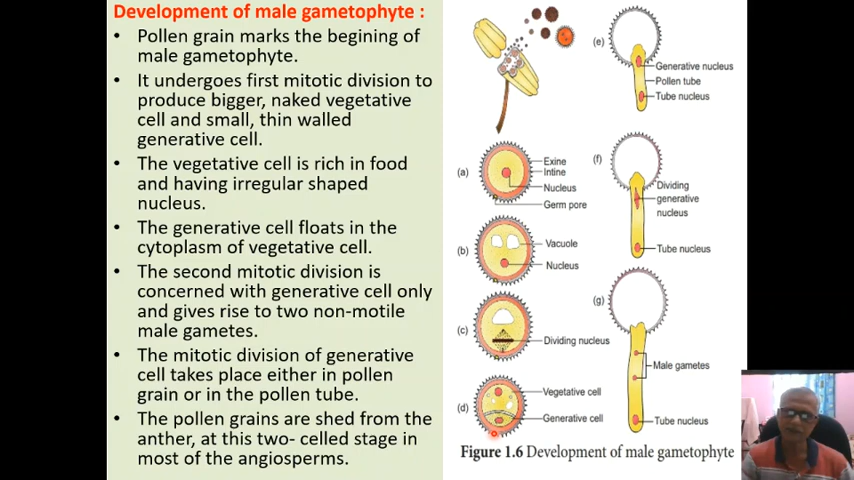 Development of male gametophyte :
• Pollen grain marks the begining of
male gametophyte.
• It undergoes first mitotic division to
produce bigger, naked vegetative
cell and small, thin walled
generative cell.
• The vegetative cell is rich in food
and having irregular shaped
nucleus.
• The generative cell floats in the
cytoplasm of vegetative cell.
• The second mitotic division is
concerned with generative cell only
and gives rise to two non-motile
male gametes.
• The mitotic division of generative
cell takes place either in pollen
grain or in the pollen tube.
• The pollen grains are shed from the
anther, at this two- celled stage in
most of the angiosperms.
(a)
Exine
Intine
Nucleus
Germ pore
(b)
Vacuole
Nucleus
(c)
Dividing nucleus
(d)
Vegetative cell
Generative cell
(e)
Generative nucleus
Pollen tube
Tube nucleus
(f)
Dividing
generative
nucleus
Tube nucleus
(g)
Male gametes
Tube nucleus
Figure 1.6 Development of male gametophyte